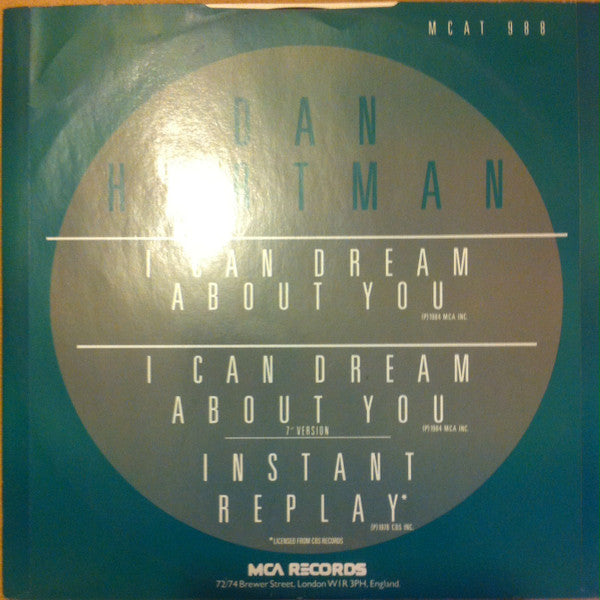 MCAT 988
DAN
HARTMAN
I CAN DREAM
ABOUT YOU
(P)1984 MCA INC.
I CAN DREAM
ABOUT YOU
7" VERSION
(P)1984 MCA INC.
INSTANT
REPLAY*
(P)1978 CBS INC.
*LICENSED FROM CBS RECORDS
MCA RECORDS
72/74 Brewer Street, London W1R 3PH, England.